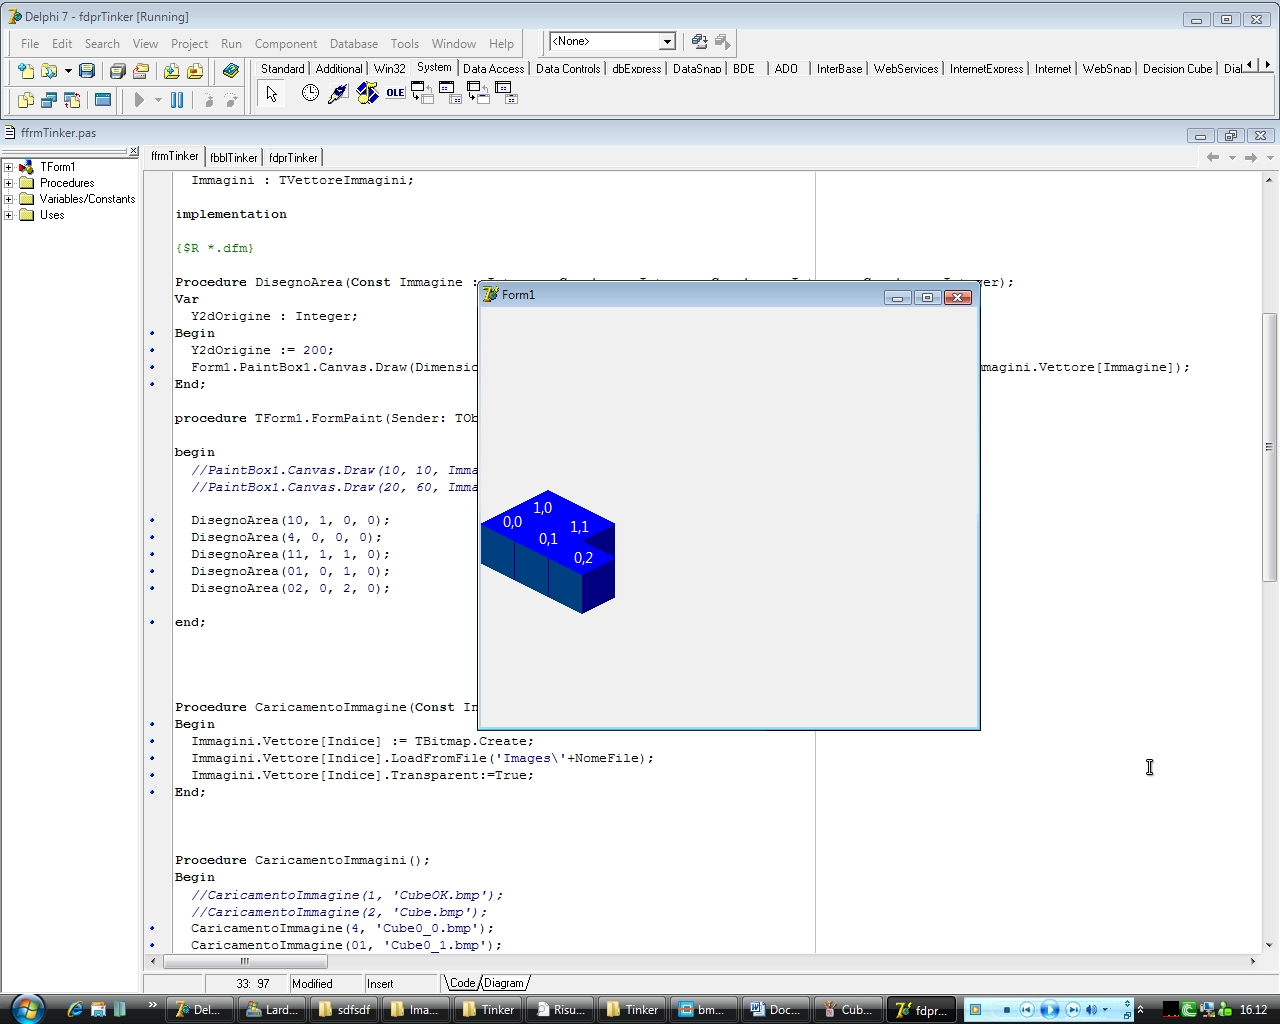 Delphi 7 - fdprTinker [Running]
File Edit Search View Project Run Component Database Tools Window Help
<None>
Standard Additional Win32 System Data Access Data Controls dbExpress DataSnap BDE ADO InterBase WebServices InternetExpress Internet WebSnap Decision Cube Dial
OLE
ffrmTinker.pas
TForm1
Procedures
Variables/Constants
Uses
ffrmTinker fbblTinker fdprTinker
Immagini : TVettoreImmagini;
implementation
{$R *.dfm}
Procedure DisegnoArea(Const Immagine :
Var
Y2dOrigine : Integer;
Begin
Y2dOrigine := 200;
Form1.PaintBox1.Canvas.Draw(Dimensio magini.Vettore[Immagine]);
End;
procedure TForm1.FormPaint(Sender: TOb
begin
//PaintBox1.Canvas.Draw(10, 10, Imma
//PaintBox1.Canvas.Draw(20, 60, Imma
DisegnoArea(10, 1, 0, 0);
DisegnoArea(4, 0, 0, 0);
DisegnoArea(11, 1, 1, 0);
DisegnoArea(01, 0, 1, 0);
DisegnoArea(02, 0, 2, 0);
end;
Form1
1,0
0,0
1,1
0,1
0,2
Procedure CaricamentoImmagine(Const In
Begin
Immagini.Vettore[Indice] := TBitmap.Create;
Immagini.Vettore[Indice].LoadFromFile('Images\'+NomeFile);
Immagini.Vettore[Indice].Transparent:=True;
End;
Procedure CaricamentoImmagini();
Begin
//CaricamentoImmagine(1, 'CubeOK.bmp');
//CaricamentoImmagine(2, 'Cube.bmp');
CaricamentoImmagine(4, 'Cube0_0.bmp');
CaricamentoImmagine(01, 'Cube0_1.bmp');
33: 97 Modified Insert Code Diagram
Del... Lard... sdfsdf Ima... Tinker Risu... Tinker bm... Doc... Cub... fdpr... 16.12